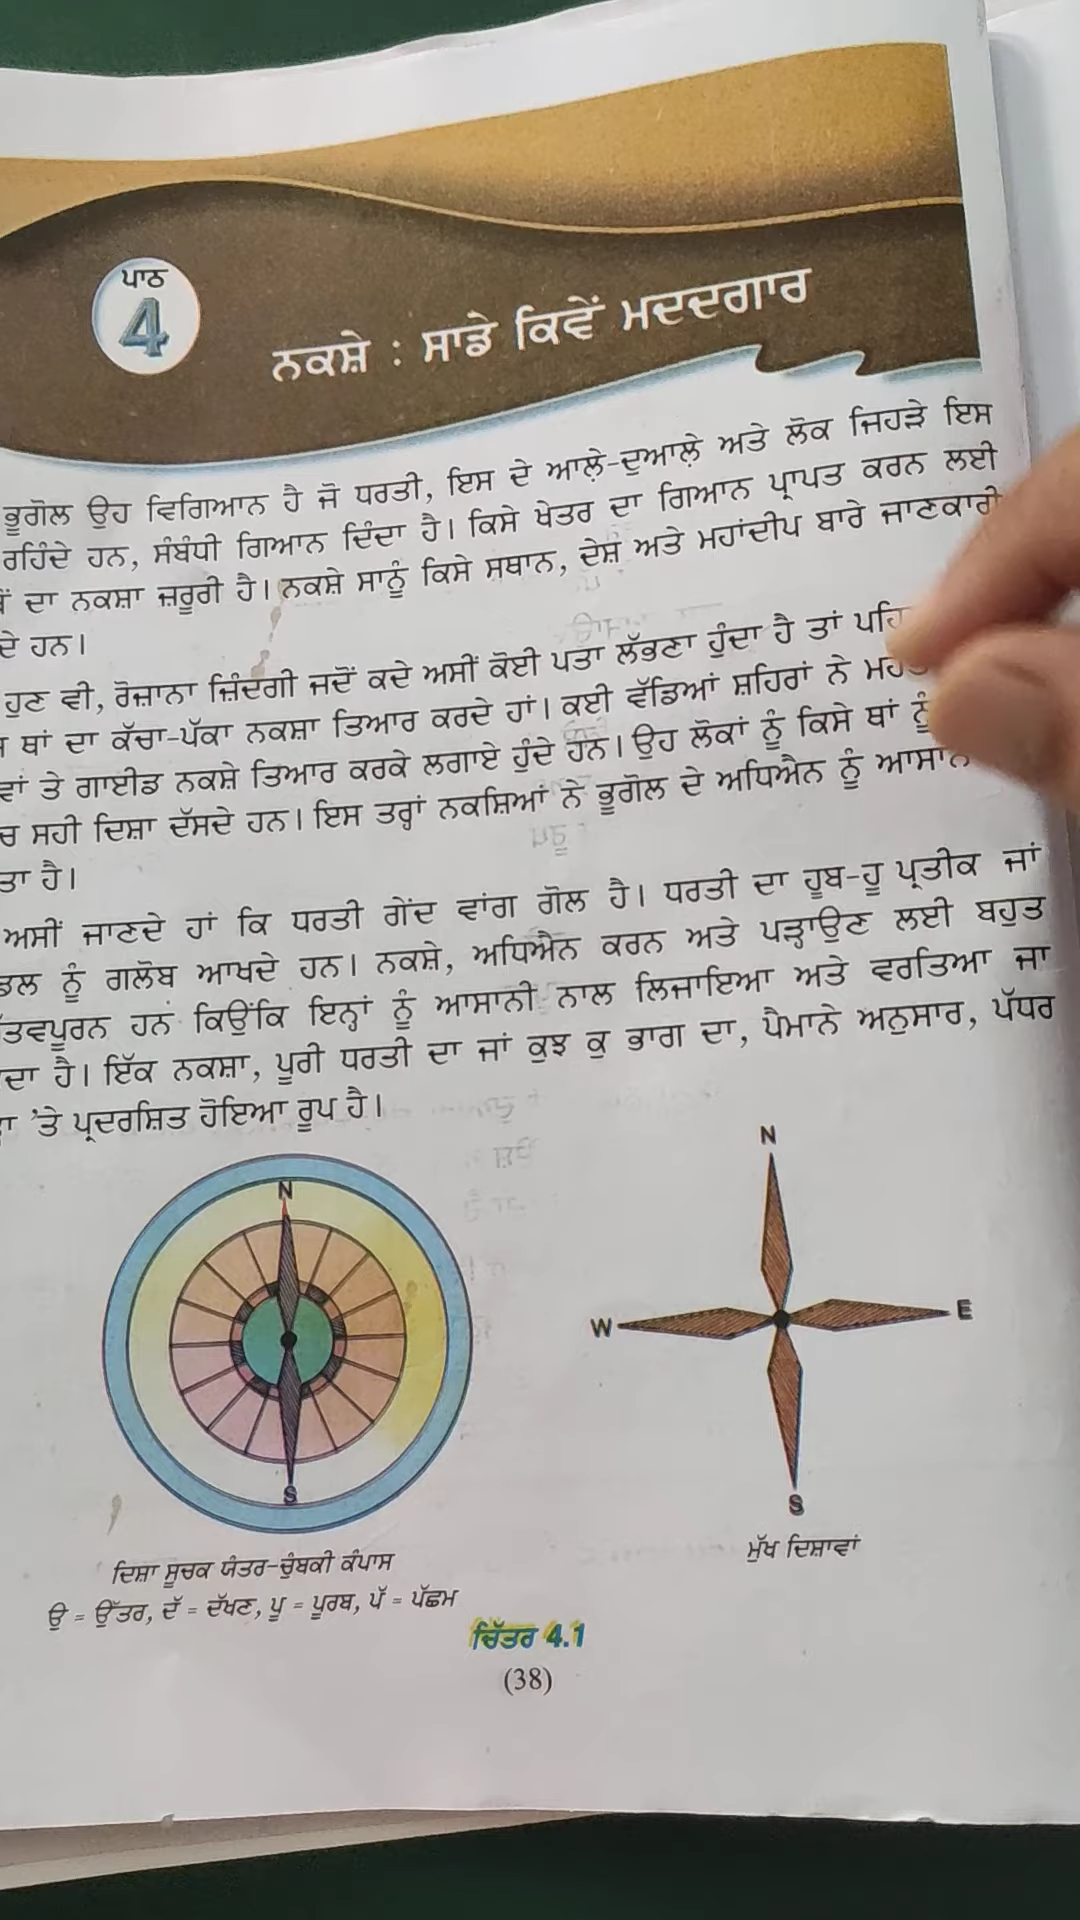 ਪਾਠ
4
ਨਕਸ਼ੇ : ਸਾਡੇ ਕਿਵੇਂ ਮਦਦਗਾਰ
ਭੂਗੋਲ ਉਹ ਵਿਗਿਆਨ ਹੈ ਜੋ ਧਰਤੀ, ਇਸ ਦੇ ਆਲੇ਼-ਦੁਆਲੇ਼ ਅਤੇ ਲੋਕ ਜਿਹੜੇ ਇਸ
ਰਹਿੰਦੇ ਹਨ, ਸੰਬੰਧੀ ਗਿਆਨ ਦਿੰਦਾ ਹੈ। ਕਿਸੇ ਖੇਤਰ ਦਾ ਗਿਆਨ ਪ੍ਰਾਪਤ ਕਰਨ ਲਈ
ਦਾ ਨਕਸ਼ਾ ਜ਼ਰੂਰੀ ਹੈ। ਨਕਸ਼ੇ ਸਾਨੂੰ ਕਿਸੇ ਸਥਾਨ, ਦੇਸ਼ ਅਤੇ ਮਹਾਂਦੀਪ ਬਾਰੇ ਜਾਣਕਾਰੀ
ਦੇ ਹਨ।
ਹੁਣ ਵੀ, ਰੋਜ਼ਾਨਾ ਜ਼ਿੰਦਗੀ ਜਦੋਂ ਕਦੇ ਅਸੀਂ ਕੋਈ ਪਤਾ ਲੱਭਣਾ ਹੁੰਦਾ ਹੈ ਤਾਂ
ਥਾਂ ਦਾ ਕੱਚਾ-ਪੱਕਾ ਨਕਸ਼ਾ ਤਿਆਰ ਕਰਦੇ ਹਾਂ। ਕਈ ਵੱਡਿਆਂ ਸ਼ਹਿਰਾਂ ਨੇ
ਵਾਂ ਤੇ ਗਾਈਡ ਨਕਸ਼ੇ ਤਿਆਰ ਕਰਕੇ ਲਗਾਏ ਹੁੰਦੇ ਹਨ। ਉਹ ਲੋਕਾਂ ਨੂੰ ਕਿਸੇ ਥਾਂ ਨੂੰ
ਚ ਸਹੀ ਦਿਸ਼ਾ ਦੱਸਦੇ ਹਨ। ਇਸ ਤਰ੍ਹਾਂ ਨਕਸ਼ਿਆਂ ਨੇ ਭੂਗੋਲ ਦੇ ਅਧਿਐਨ ਨੂੰ ਆਸਾਨ
ਤਾ ਹੈ।
ਅਸੀਂ ਜਾਣਦੇ ਹਾਂ ਕਿ ਧਰਤੀ ਗੇਂਦ ਵਾਂਗ ਗੋਲ ਹੈ। ਧਰਤੀ ਦਾ ਹੂਬ-ਹੂ ਪ੍ਰਤੀਕ ਜਾਂ
ਡਲ ਨੂੰ ਗਲੋਬ ਆਖਦੇ ਹਨ। ਨਕਸ਼ੇ, ਅਧਿਐਨ ਕਰਨ ਅਤੇ ਪੜ੍ਹਾਉਣ ਲਈ ਬਹੁਤ
ਤਵਪੂਰਨ ਹਨ ਕਿਉਂਕਿ ਇਨ੍ਹਾਂ ਨੂੰ ਆਸਾਨੀ ਨਾਲ ਲਿਜਾਇਆ ਅਤੇ ਵਰਤਿਆ ਜਾ
ਦਾ ਹੈ। ਇੱਕ ਨਕਸ਼ਾ, ਪੂਰੀ ਧਰਤੀ ਦਾ ਜਾਂ ਕੁਝ ਕੁ ਭਾਗ ਦਾ, ਪੈਮਾਨੇ ਅਨੁਸਾਰ, ਪੱਧਰ
'ਤੇ ਪ੍ਰਦਰਸ਼ਿਤ ਹੋਇਆ ਰੂਪ ਹੈ।
N
S
N
W
E
S
ਦਿਸ਼ਾ ਸੂਚਕ ਯੰਤਰ-ਚੁੰਬਕੀ ਕੰਪਾਸ
ਉ = ਉੱਤਰ, ਦੱ = ਦੱਖਣ, ਪੂ = ਪੂਰਬ, ਪੱ = ਪੱਛਮ
ਮੁੱਖ ਦਿਸ਼ਾਵਾਂ
ਚਿੱਤਰ 4.1
(38)